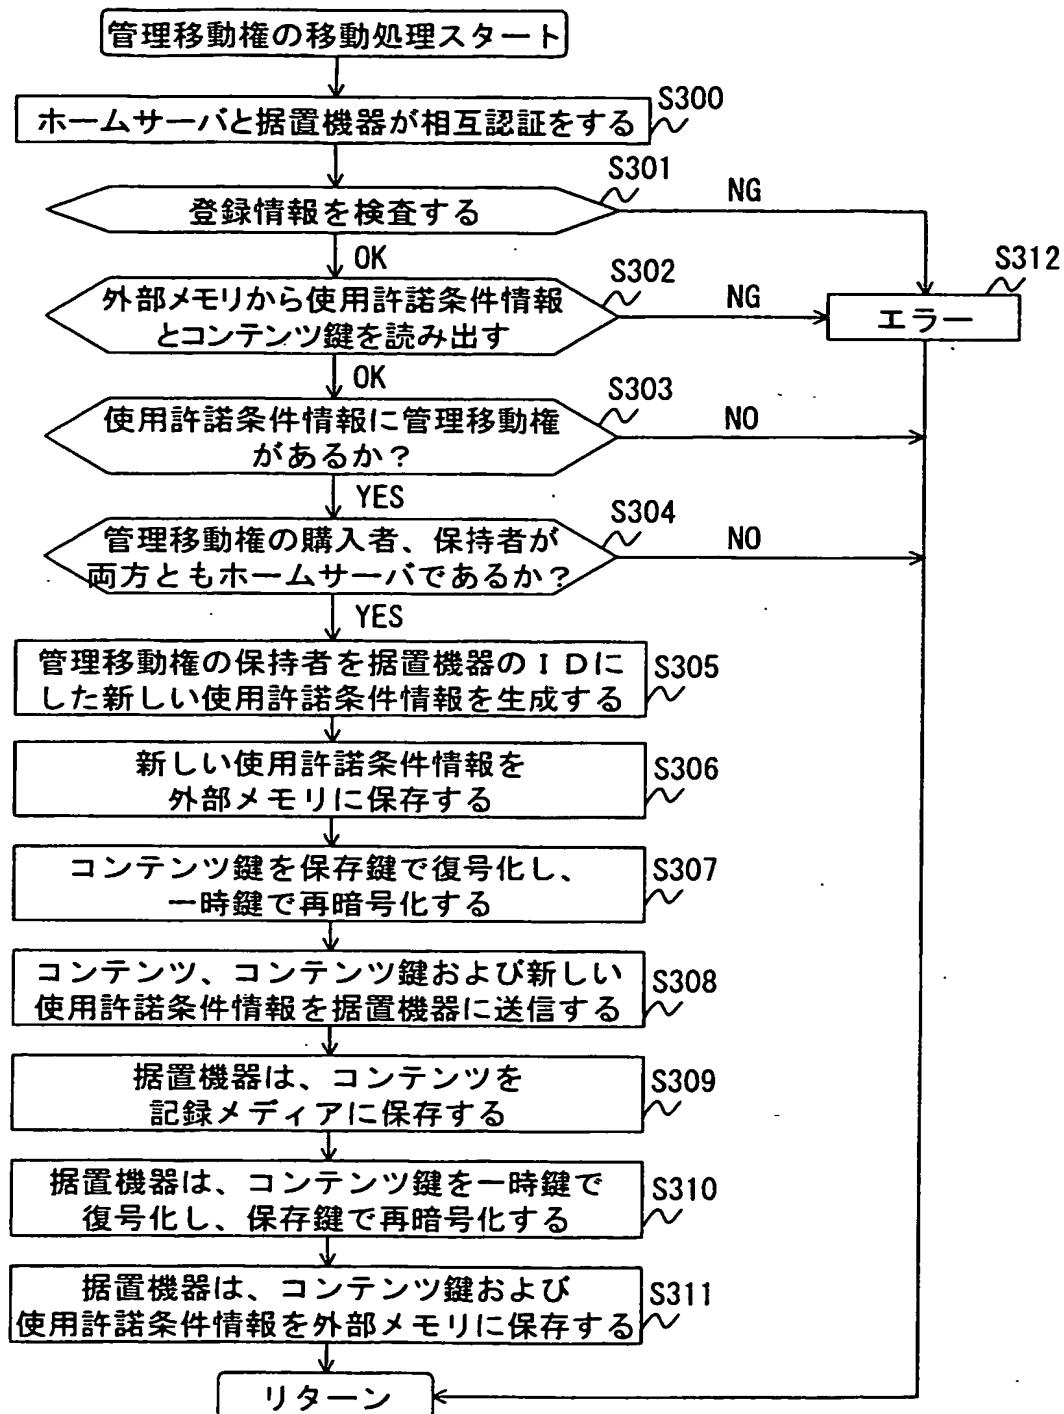 管理移動権の移動処理スタート
S300
ホームサーバと据置機器が相互認証をする
S301
登録情報を検査する
NG
OK
S302
外部メモリから使用許諾条件情報
とコンテンツ鍵を読み出す
NG
S312
エラー
OK
S303
使用許諾条件情報に管理移動権
があるか?
NO
YES
S304
管理移動権の購入者、保持者が
両方ともホームサーバであるか?
NO
YES
管理移動権の保持者を据置機器のIDに
した新しい使用許諾条件情報を生成する
S305
新しい使用許諾条件情報を
外部メモリに保存する
S306
コンテンツ鍵を保存鍵で復号化し、
一時鍵で再暗号化する
S307
コンテンツ、コンテンツ鍵および新しい
使用許諾条件情報を据置機器に送信する
S308
据置機器は、コンテンツを
記録メディアに保存する
S309
据置機器は、コンテンツ鍵を一時鍵で
復号化し、保存鍵で再暗号化する
S310
据置機器は、コンテンツ鍵および
使用許諾条件情報を外部メモリに保存する
S311
リターン